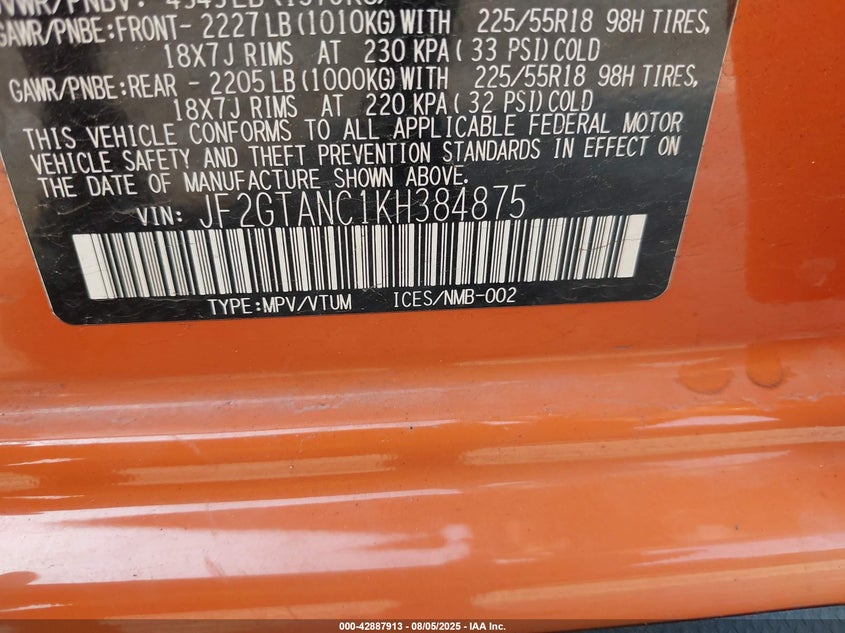 GAWR/PNBE:FRONT- 2227 LB (1010KG) WITH 225/55R18 98H TIRES,
18X7J RIMS AT 230 KPA (33 PSI) COLD
GAWR/PNBE:REAR - 2205 LB (1000KG) WITH 225/55R18 98H TIRES,
18X7J RIMS AT 220 KPA (32 PSI) COLD
THIS VEHICLE CONFORMS TO ALL APPLICABLE FEDERAL MOTOR
VEHICLE SAFETY AND THEFT PREVENTION STANDARDS IN EFFECT ON
THE DATE OF MANUFACTURE SHOWN ABOVE.
VIN: JF2GTANC1KH384875
TYPE:MPV/VTUM ICES/NMB-002
000-42887913 - 08/05/2025 - IAA Inc.